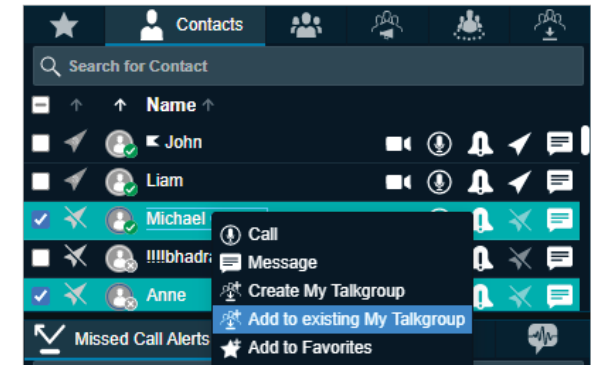 Contacts
Search for Contact
Name
John
Liam
Michael
Call
!!!!bhadra
Message
Anne
Create My Talkgroup
Add to existing My Talkgroup
Missed Call Alerts
Add to Favorites